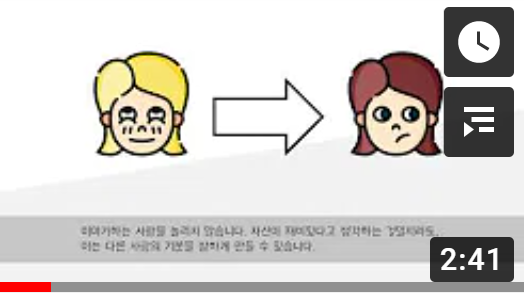 이야기하는 사람을 놀리지 않습니다. 자신이 재미있다고 생각하는 것일지라도,
이는 다른 사람의 기분을 상하게 만들 수 있습니다.
2:41